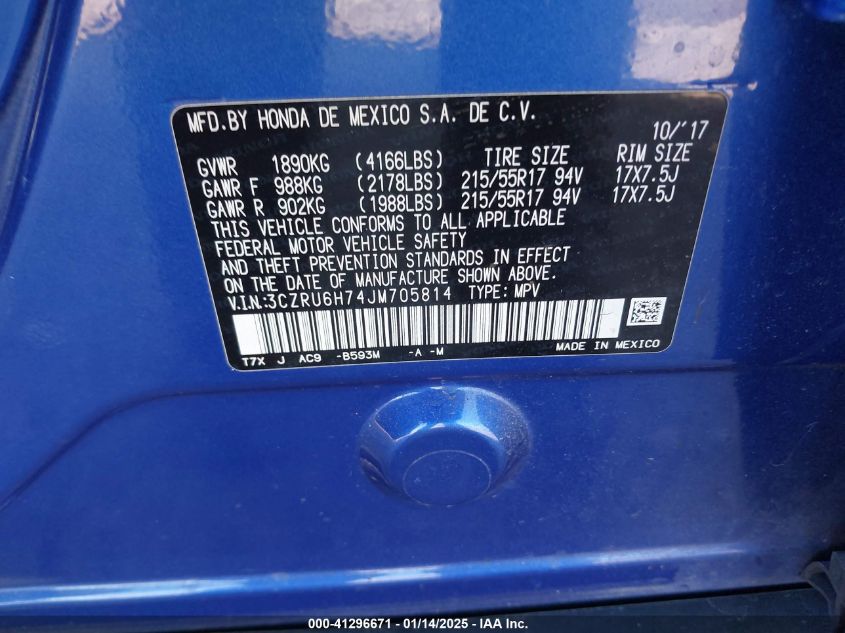 MFD.BY HONDA DE MEXICO S.A. DE C.V.
10/'17
GVWR 1890KG (4166LBS) TIRE SIZE RIM SIZE
GAWR F 988KG (2178LBS) 215/55R17 94V 17X7.5J
GAWR R 902KG (1988LBS) 215/55R17 94V 17X7.5J
THIS VEHICLE CONFORMS TO ALL APPLICABLE
FEDERAL MOTOR VEHICLE SAFETY
AND THEFT PREVENTION STANDARDS IN EFFECT
ON THE DATE OF MANUFACTURE SHOWN ABOVE.
V.I.N:3CZRU6H74JM705814 TYPE: MPV
T7X J AC9 -B593M -A -M MADE IN MEXICO
000-41296671 - 01/14/2025 - IAA Inc.